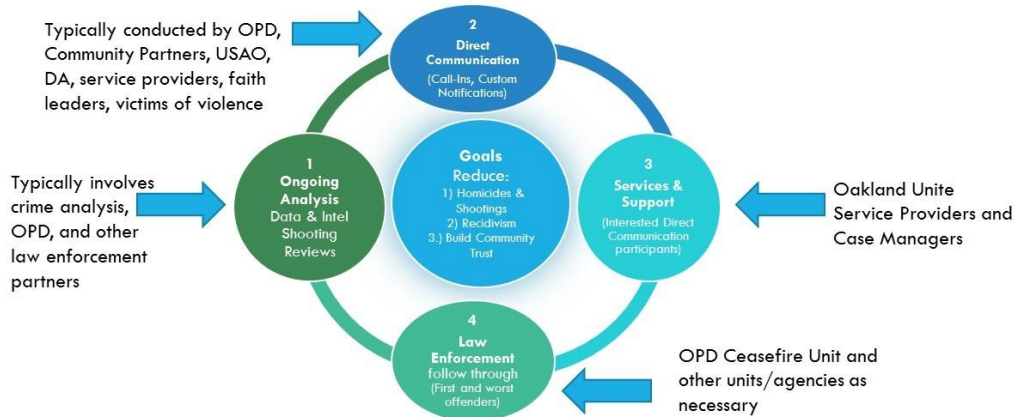 Typically conducted by OPD,
Community Partners, USAO,
DA, service providers, faith
leaders, victims of violence
2
Direct
Communication
(Call-Ins, Custom
Notifications)
Typically involves
crime analysis,
OPD, and other
law enforcement
partners
1
Ongoing
Analysis
Data & Intel
Shooting
Reviews
Goals
Reduce:
1) Homicides &
Shootings
2) Recidivism
3.) Build Community
Trust
3
Services &
Support
(Interested Direct
Communication
participants)
Oakland Unite
Service Providers and
Case Managers
4
Law
Enforcement
follow through
(First and worst
offenders)
OPD Ceasefire Unit and
other units/agencies as
necessary